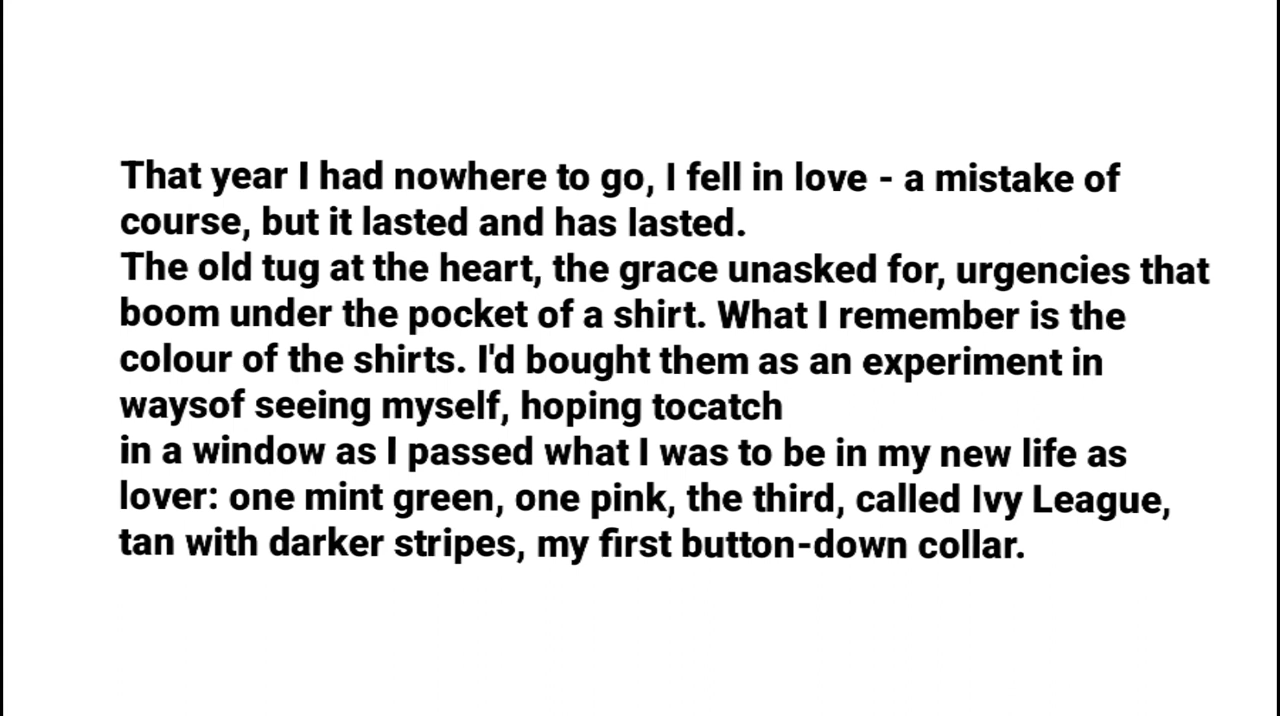 That year I had nowhere to go, I fell in love - a mistake of
course, but it lasted and has lasted.
The old tug at the heart, the grace unasked for, urgencies that
boom under the pocket of a shirt. What I remember is the
colour of the shirts. I'd bought them as an experiment in
waysof seeing myself, hoping tocatch
in a window as I passed what I was to be in my new life as
lover: one mint green, one pink, the third, called Ivy League,
tan with darker stripes, my first button-down collar.